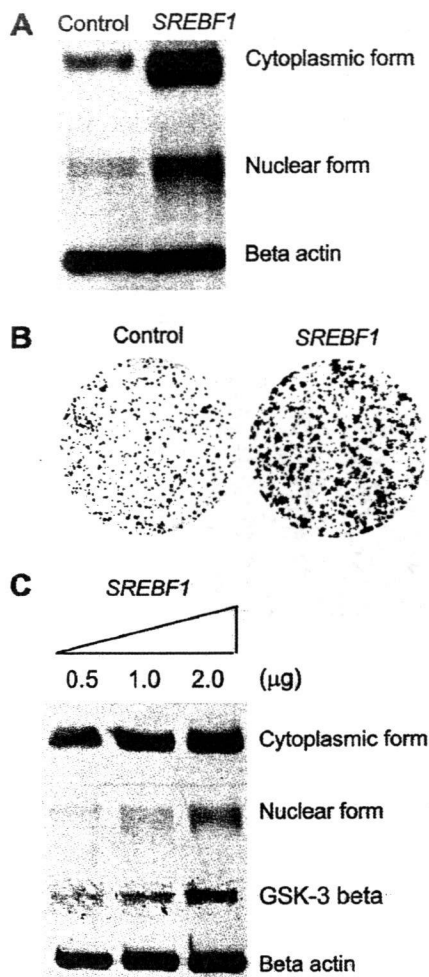 A
Control SREBF1
Cytoplasmic form
Nuclear form
Beta actin
B
Control SREBF1
C
SREBF1
0.5 1.0 2.0 (μg)
Cytoplasmic form
Nuclear form
GSK-3 beta
Beta actin